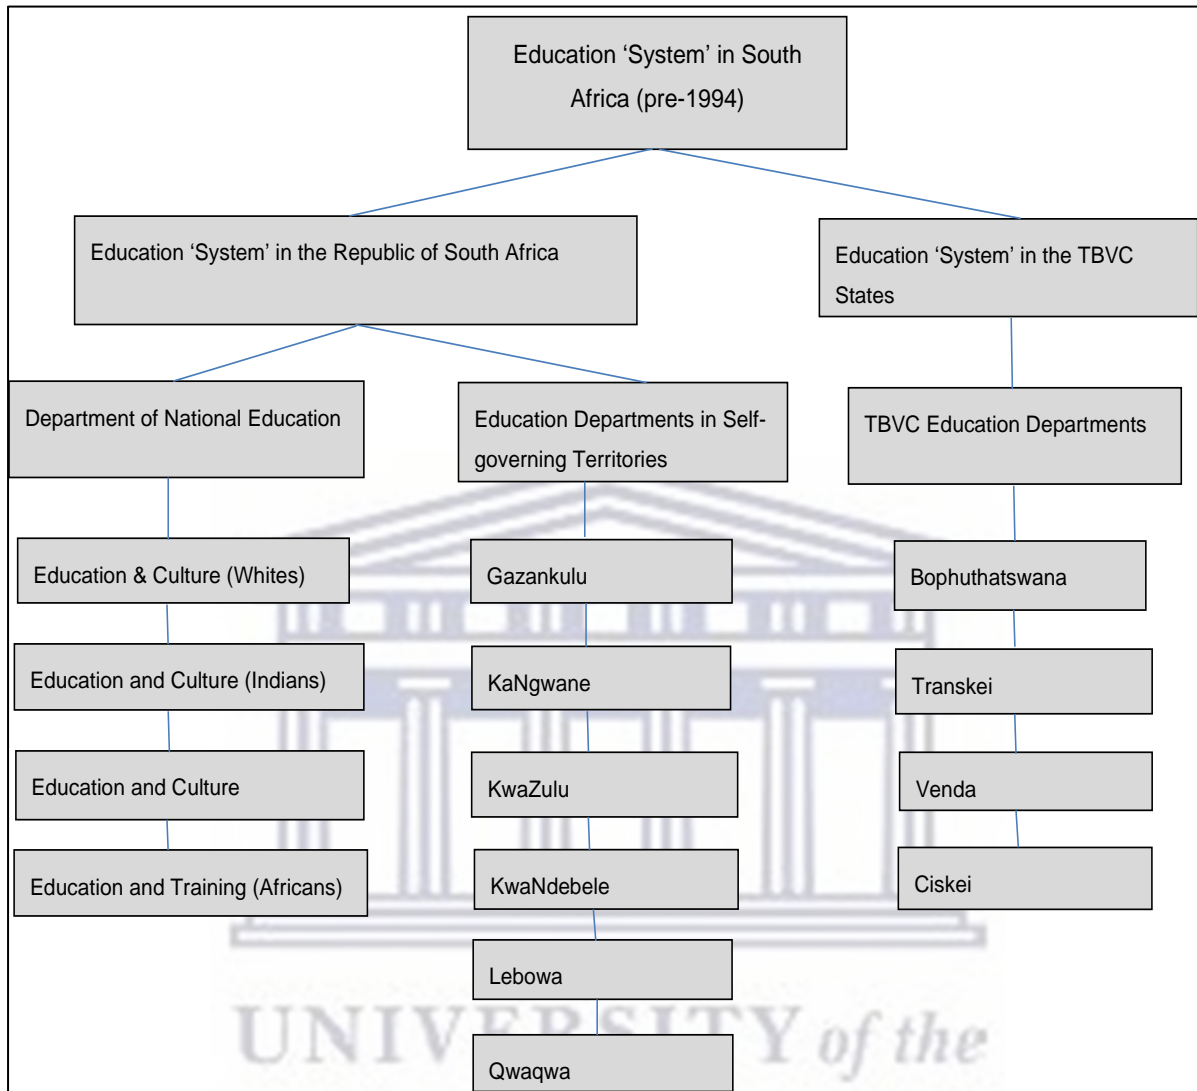 Education ‘System’ in South
Africa (pre-1994)
Education ‘System’ in the Republic of South Africa
Education ‘System’ in the TBVC
States
Department of National Education
Education Departments in Self-
governing Territories
TBVC Education Departments
Education & Culture (Whites)
Education and Culture (Indians)
Education and Culture
Education and Training (Africans)
Gazankulu
KaNgwane
KwaZulu
KwaNdebele
Lebowa
Qwaqwa
Bophuthatswana
Transkei
Venda
Ciskei
UNIVERSITY of the